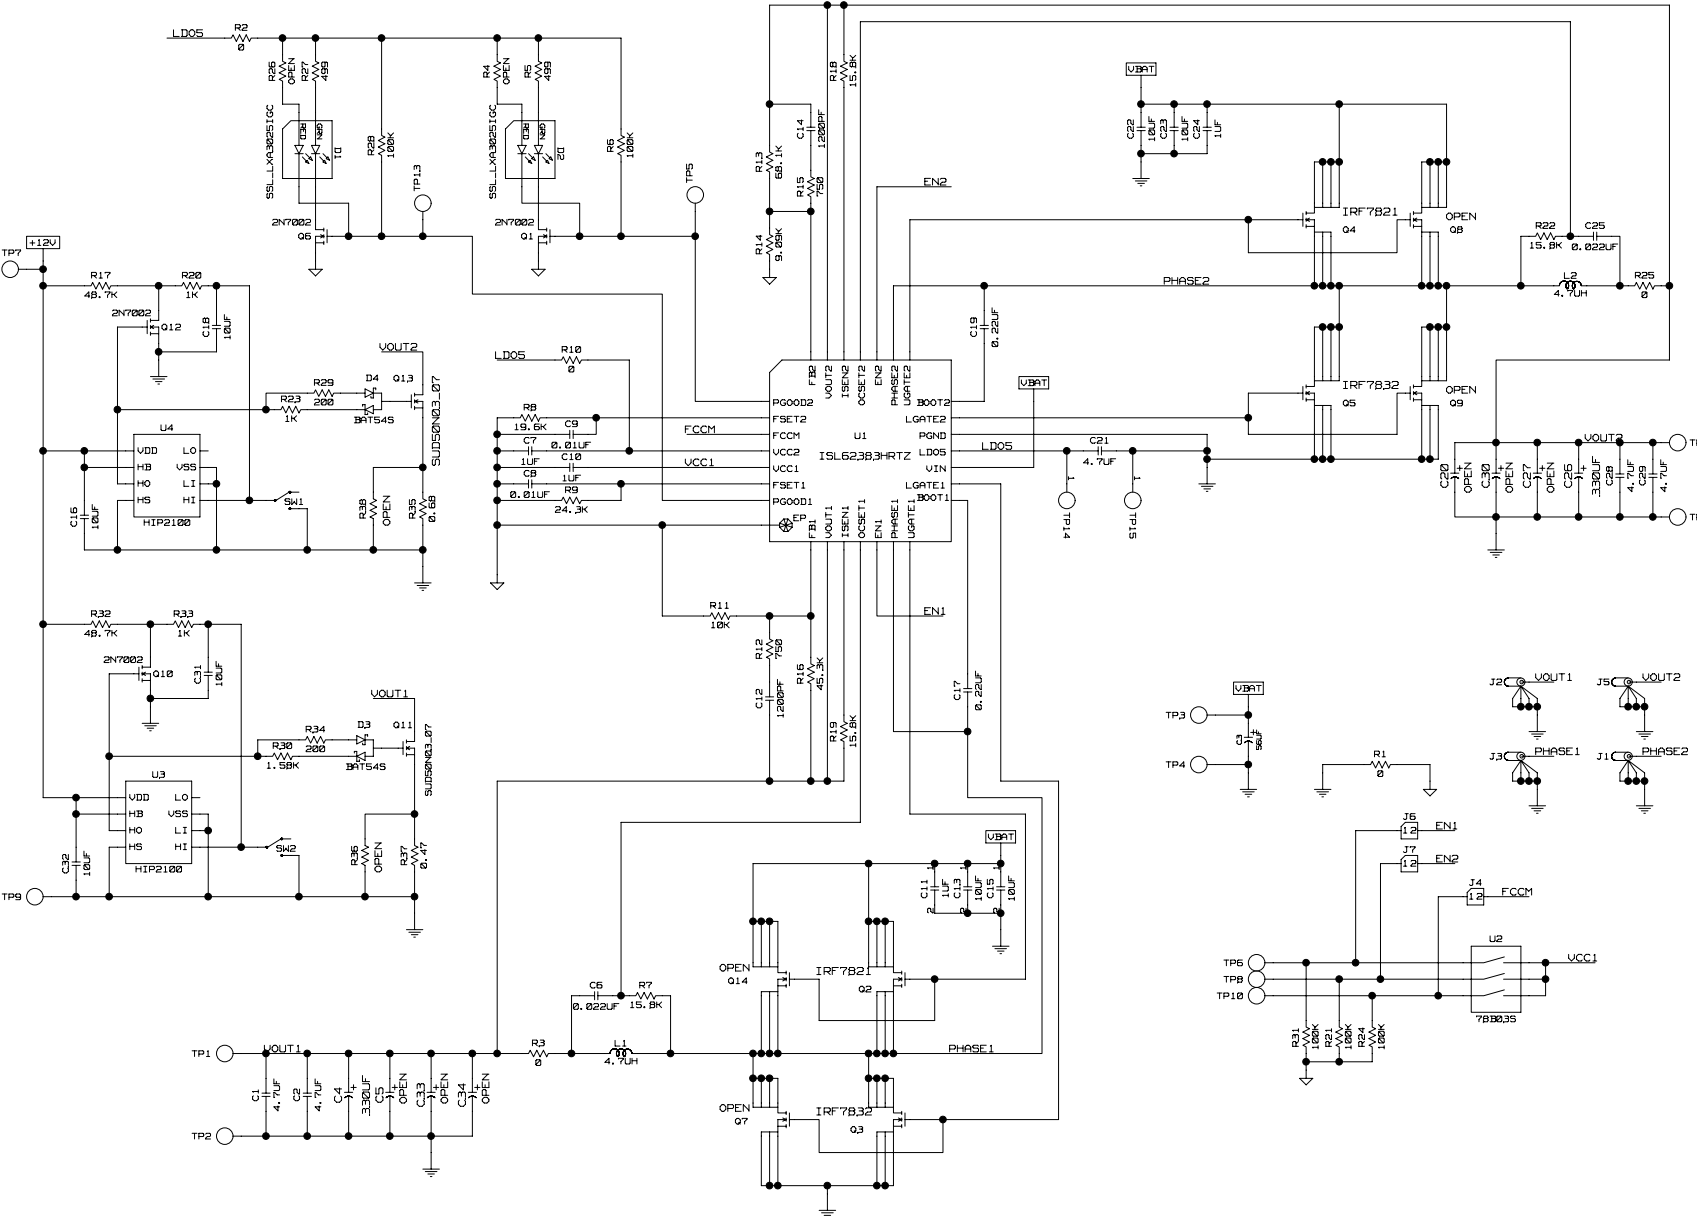 LDO5
R2
0
R26
OPEN
R27
499
SSL_LXA3025IGC
RED
GRN
D1
R28
100K
2N7002
Q6
TP13
R4
OPEN
R5
499
SSL_LXA3025IGC
RED
GRN
D2
R6
100K
2N7002
Q1
TP5
R13
68.1K
C14
1200PF
R15
750
R14
9.09K
R18
15.8K
EN2
VBAT
C22
10UF
C23
10UF
C24
1UF
IRF7821
Q4
OPEN
Q8
R22
15.8K
C25
0.022UF
PHASE2
L2
4.7UH
R25
0
C19
0.22UF
IRF7832
Q5
OPEN
Q9
TP7
+12V
R17
48.7K
R20
1K
2N7002
Q12
C18
10UF
VOUT2
R29
200
D4
Q13
R23
1K
BAT54S
SUD50N03_07
U4
VDD
LO
HB
VSS
HO
LI
HS
HI
HIP2100
C16
10UF
SW1
R38
OPEN
R35
0.68
LDO5
R10
0
R8
19.6K
C9
0.01UF
C7
1UF
C10
1UF
C8
0.01UF
R9
24.3K
FCCM
VCC1
FB2
VOUT2
ISEN2
OCSET2
EN2
PHASE2
UGATE2
PGOOD2
FSET2
FCCM
VCC2
VCC1
FSET1
PGOOD1
EP
U1
ISL62383HRTZ
BOOT2
LGATE2
PGND
LDO5
VIN
LGATE1
BOOT1
FB1
VOUT1
ISEN1
OCSET1
EN1
PHASE1
UGATE1
VBAT
LDO5
C21
4.7UF
1
TP14
1
TP15
VOUT2
C20
OPEN
C30
OPEN
C27
OPEN
C26
330UF
C28
4.7UF
C29
4.7UF
R32
48.7K
R33
1K
2N7002
Q10
C31
10UF
VOUT1
R34
200
D3
Q11
R30
1.58K
BAT54S
SUD50N03_07
U3
VDD
LO
HB
VSS
HO
LI
HS
HI
HIP2100
C32
10UF
SW2
R36
OPEN
R37
0.47
TP9
R11
10K
R12
750
C12
1200PF
R16
45.3K
R19
15.8K
EN1
C17
0.22UF
VBAT
TP3
C3
56UF
TP4
R1
0
J2
VOUT1
J5
VOUT2
J3
PHASE1
J1
PHASE2
J6
12
EN1
J7
12
EN2
J4
12
FCCM
U2
VCC1
TP6
TP8
TP10
78B03S
R31
100K
R21
100K
R24
100K
VBAT
C11
1UF
C13
10UF
C15
10UF
1
1
1
2
2
2
OPEN
Q14
IRF7821
Q2
C6
0.022UF
R7
15.8K
TP1
VOUT1
R3
0
L1
4.7UH
PHASE1
C1
4.7UF
C2
4.7UF
C4
330UF
C5
OPEN
C33
OPEN
C34
OPEN
OPEN
Q7
IRF7832
Q3
TP2